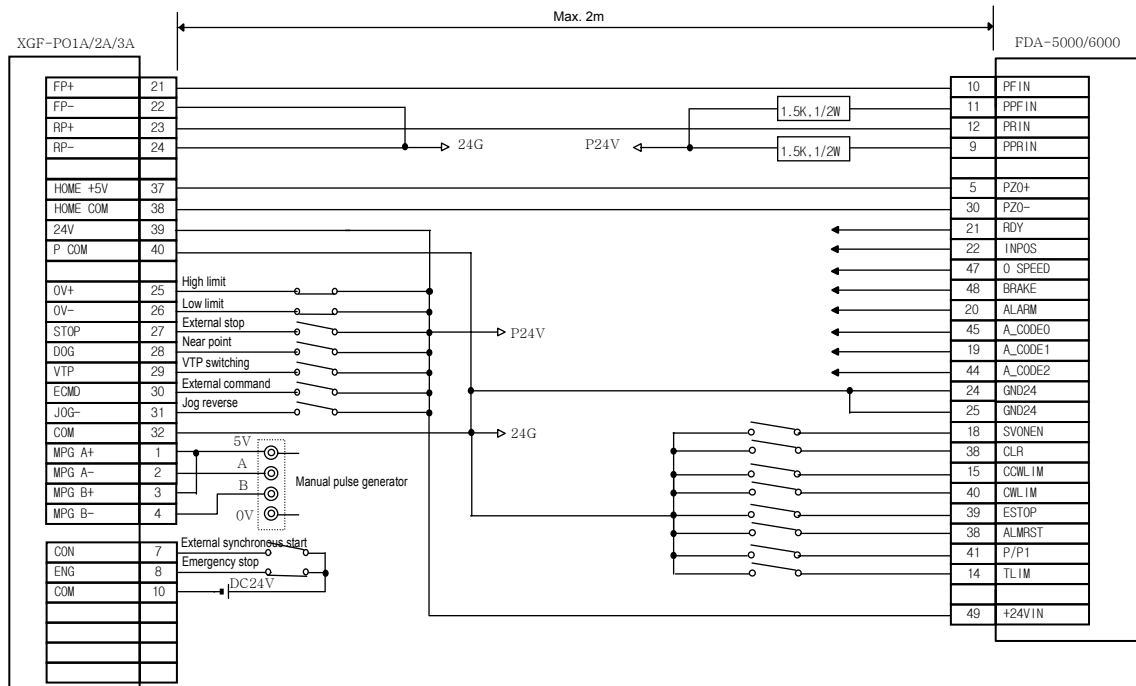 Max. 2m
XGF-PO1A/2A/3A
FDA-5000/6000
FP+ 21
FP- 22
RP+ 23
RP- 24
24G
P24V
1.5K,1/2W
1.5K,1/2W
10 PFIN
11 PPFIN
12 PRIN
9 PPRIN
HOME +5V 37
HOME COM 38
24V 39
P COM 40
5 PZO+
30 PZO-
21 RDY
22 INPOS
47 0 SPEED
48 BRAKE
20 ALARM
45 A_CODE0
19 A_CODE1
44 A_CODE2
24 GND24
25 GND24
18 SVONEN
38 CLR
15 CCWLIM
40 CWLIM
39 ESTOP
38 ALMRST
41 P/P1
14 TLIM
49 +24VIN
0V+ 25 High limit
0V- 26 Low limit
STOP 27 External stop
P24V
DOG 28 Near point
VTP 29 VTP switching
ECMD 30 External command
JOG- 31 Jog reverse
COM 32
24G
MPG A+ 1 5V
MPG A- 2 A
Manual pulse generator
MPG B+ 3 B
MPG B- 4 0V
CON 7 External synchronous start
ENG 8 Emergency stop
COM 10 DC24V